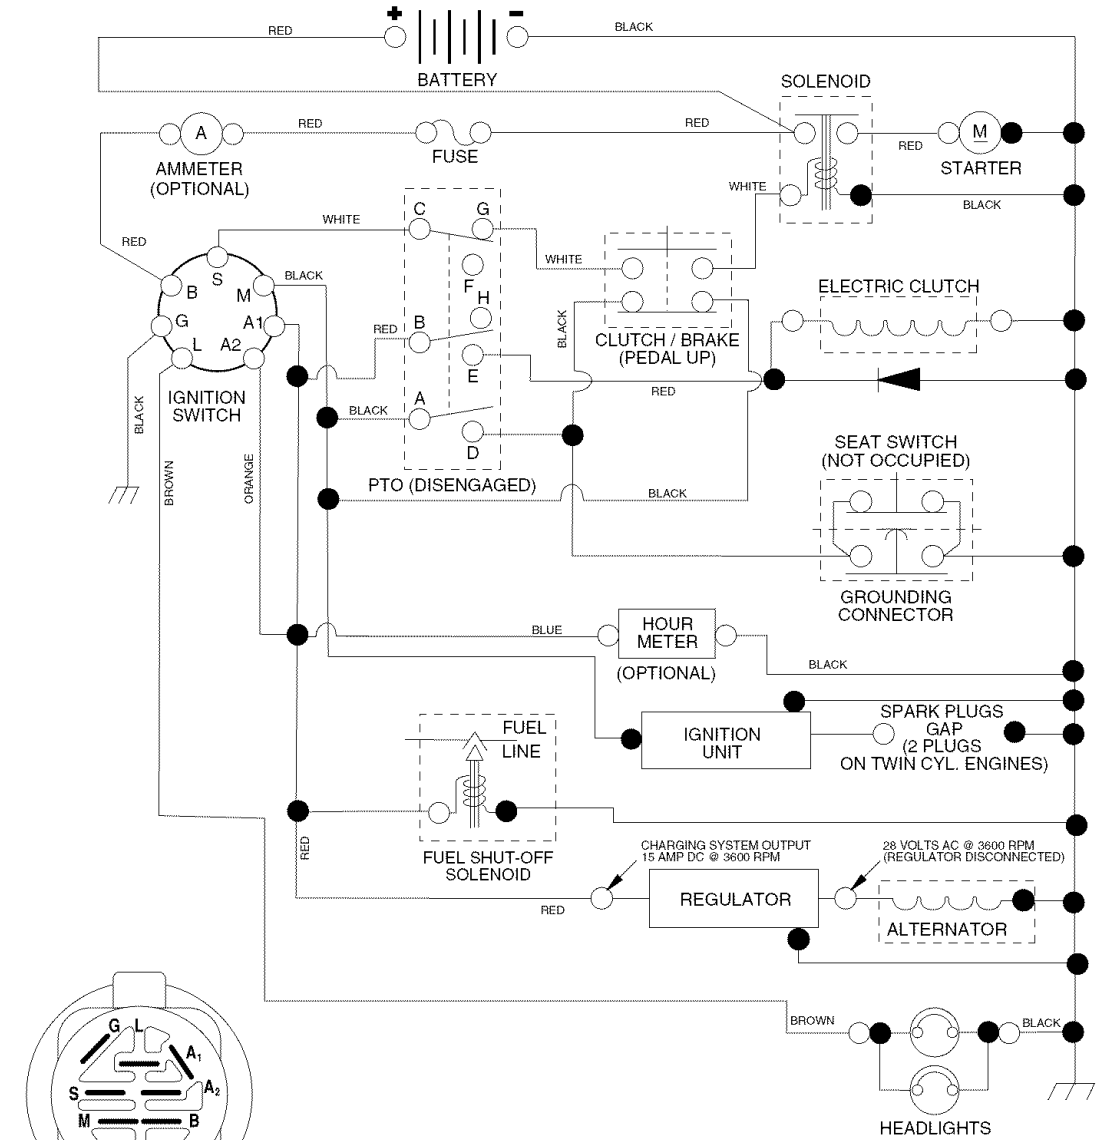 + -
RED
BLACK
BATTERY
SOLENOID
A
RED
RED
RED
M
FUSE
AMMETER
(OPTIONAL)
STARTER
WHITE
BLACK
C G
WHITE
RED
WHITE
S
BLACK
B M
F
ELECTRIC CLUTCH
H
G A1
RED
B
BLACK
CLUTCH / BRAKE
(PEDAL UP)
L A2
E
RED
IGNITION
SWITCH
A
BLACK
BLACK
D
SEAT SWITCH
(NOT OCCUPIED)
BROWN
ORANGE
PTO (DISENGAGED)
BLACK
GROUNDING
CONNECTOR
BLUE
HOUR
METER
(OPTIONAL)
BLACK
SPARK PLUGS
GAP
(2 PLUGS
ON TWIN CYL. ENGINES)
IGNITION
UNIT
FUEL
LINE
RED
FUEL SHUT-OFF
SOLENOID
CHARGING SYSTEM OUTPUT
15 AMP DC @ 3600 RPM
28 VOLTS AC @ 3600 RPM
(REGULATOR DISCONNECTED)
RED
REGULATOR
ALTERNATOR
BROWN
BLACK
HEADLIGHTS
G L
A1
A2
S
M B